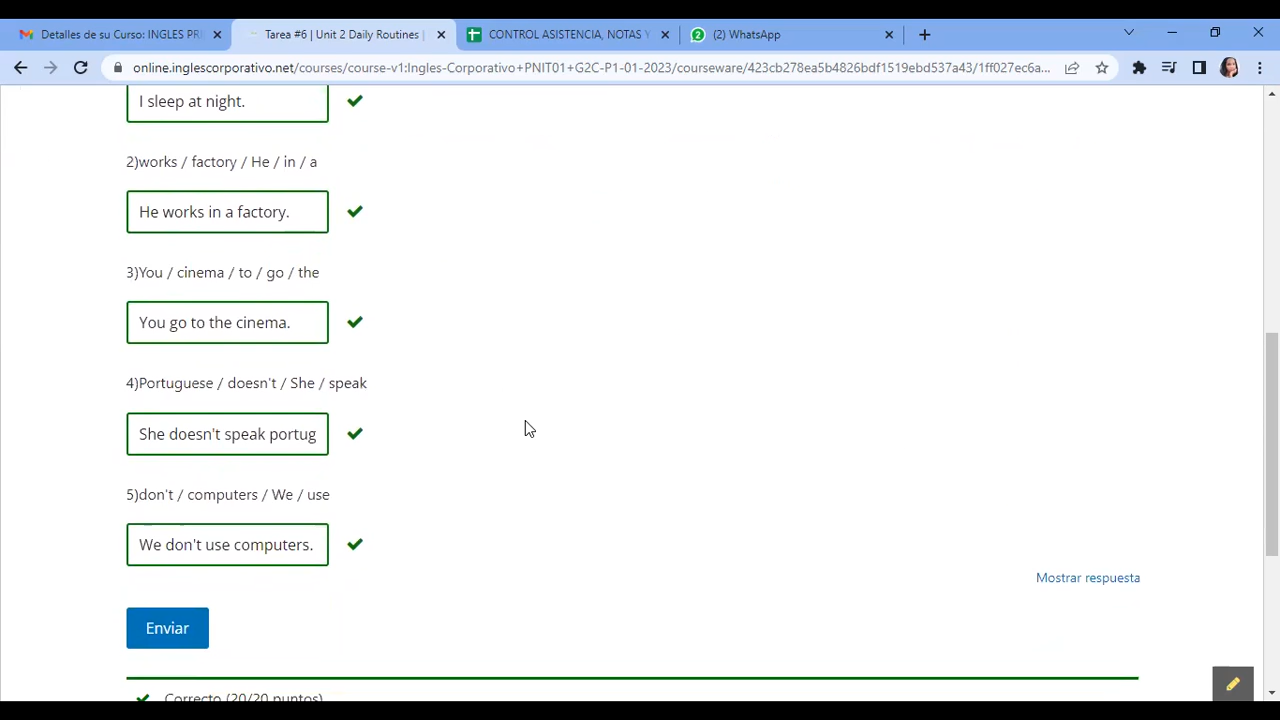 Detalles de su Curso: INGLES PRI
Tarea #6 | Unit 2 Daily Routines |
CONTROL ASISTENCIA, NOTAS Y
2
(2) WhatsApp
online.inglescorporativo.net/courses/course-v1:Ingles-Corporativo+PNIT01+G2C-P1-01-2023/courseware/423cb278ea5b4826bdf1519ebd537a43/1ff027ec6a...
I sleep at night.
2)works / factory / He / in / a
He works in a factory.
3)You / cinema / to / go / the
You go to the cinema.
4)Portuguese / doesn't / She / speak
She doesn't speak portug
5)don't / computers / We / use
We don't use computers.
Mostrar respuesta
Enviar
Correcto (20/20 puntos)